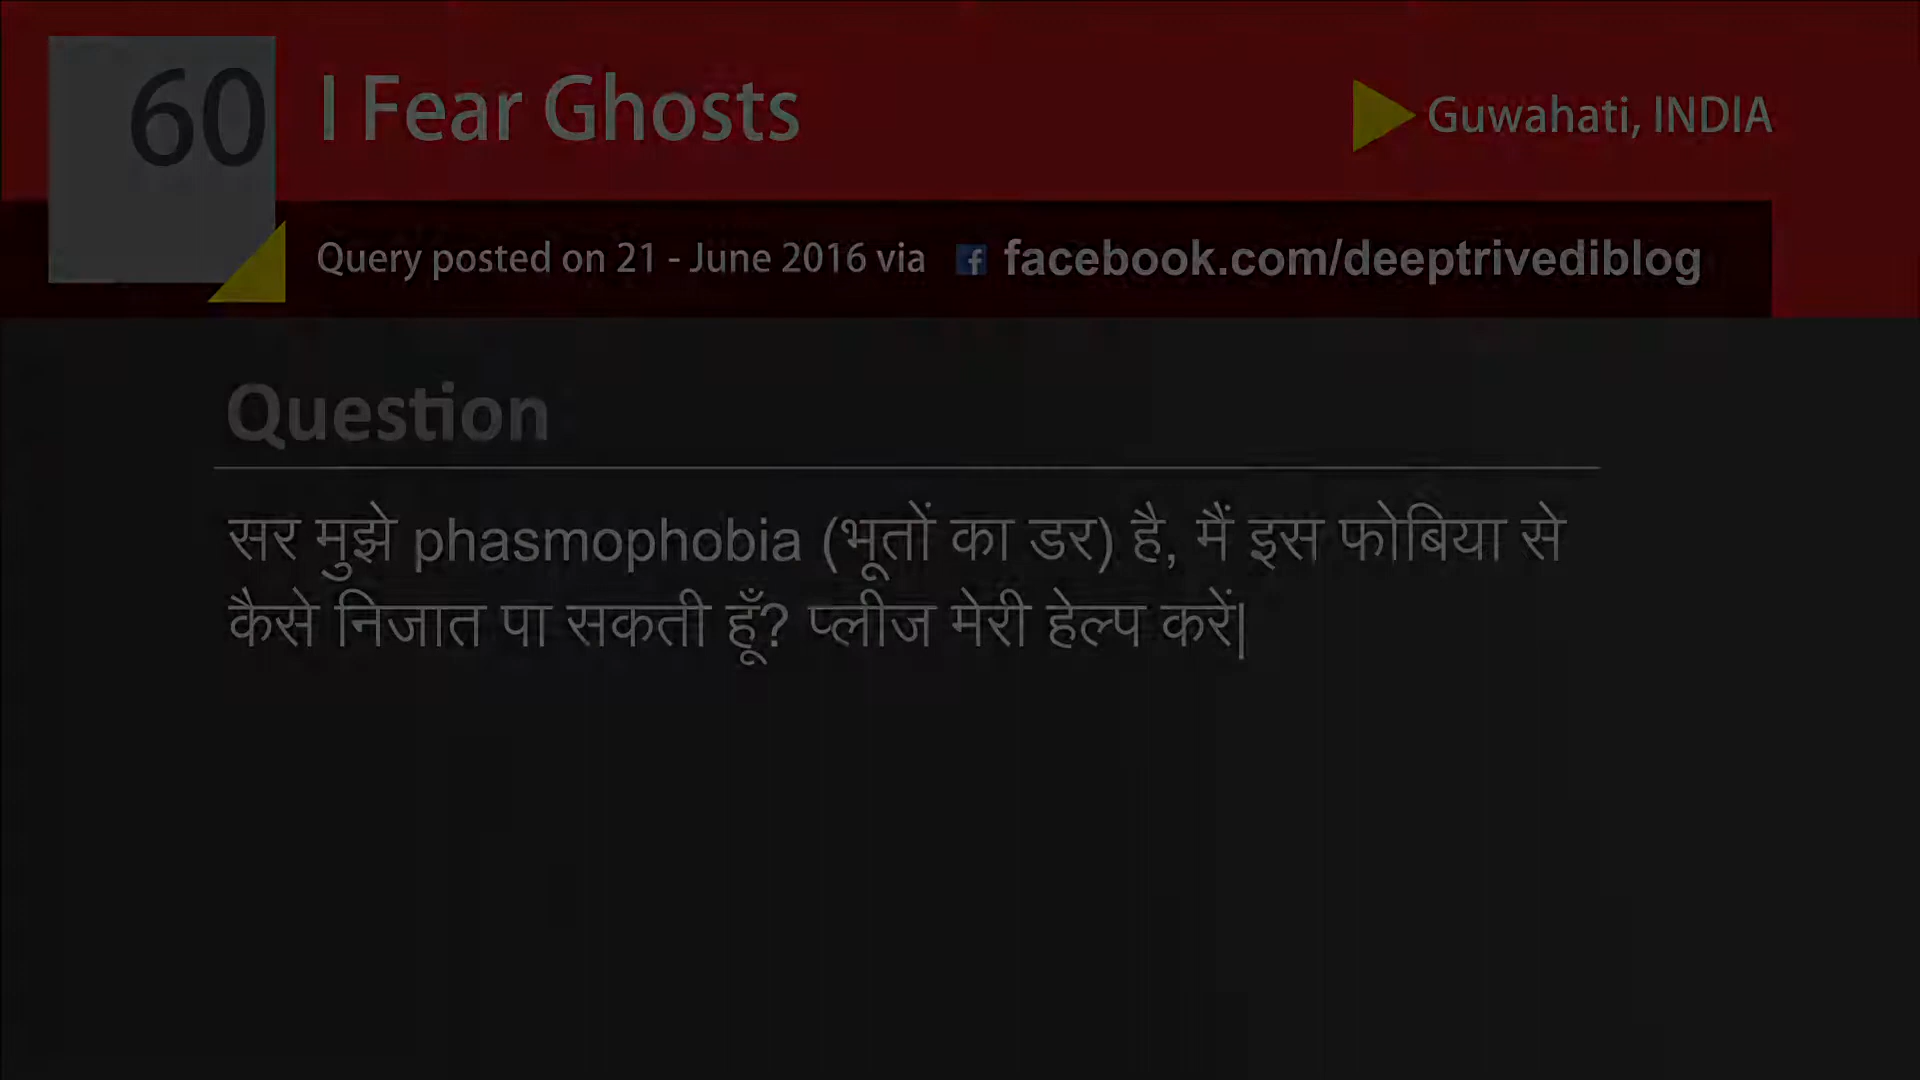 60
I Fear Ghosts
Guwahati, INDIA
Query posted on 21 - June 2016 via facebook.com/deeptrivediblog
Question
सर मुझे phasmophobia (भूतों का डर) है, मैं इस फोबिया से
कैसे निजात पा सकती हूँ? प्लीज मेरी हेल्प करें|